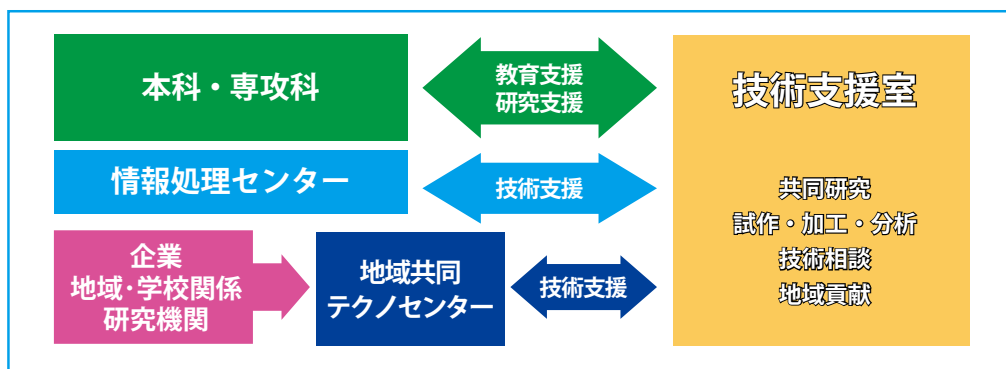 本科・専攻科
教育支援
研究支援
技術支援室
情報処理センター
技術支援
共同研究
試作・加工・分析
技術相談
地域貢献
企業
地域・学校関係
研究機関
地域共同
テクノセンター
技術支援